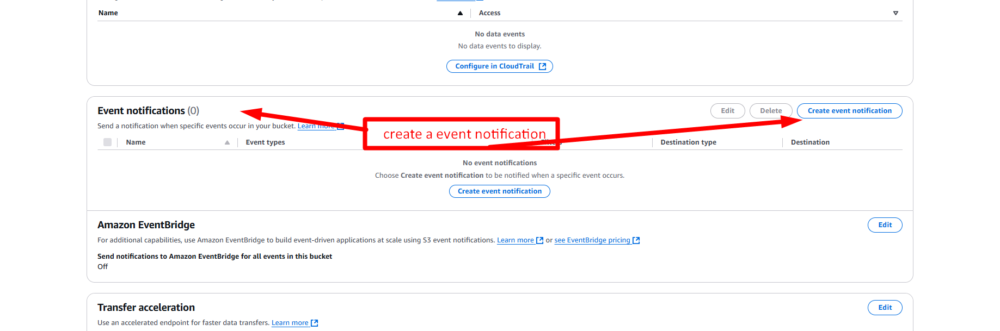 Name
Access
No data events
No data events to display.
Configure in CloudTrail
Event notifications (0)
Edit
Delete
Create event notification
Send a notification when specific events occur in your bucket. Learn more
create a event notification
Name
Event types
Filters
Destination type
Destination
No event notifications
Choose Create event notification to be notified when a specific event occurs.
Create event notification
Amazon EventBridge
Edit
For additional capabilities, use Amazon EventBridge to build event-driven applications at scale using S3 event notifications. Learn more or see EventBridge pricing
Send notifications to Amazon EventBridge for all events in this bucket
Off
Transfer acceleration
Edit
Use an accelerated endpoint for faster data transfers. Learn more